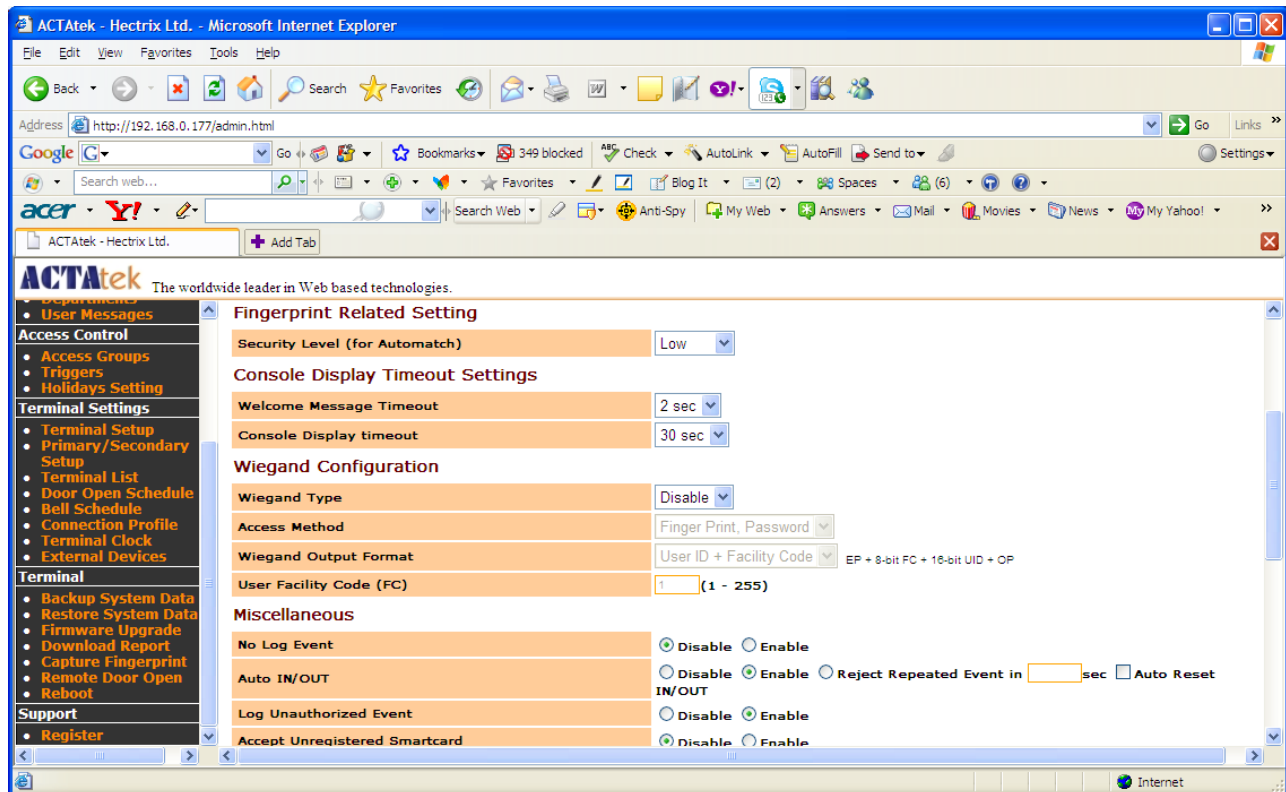 ACTAtek - Hectrix Ltd. - Microsoft Internet Explorer
File Edit View Favorites Tools Help
Back Search Favorites
Address http://192.168.0.177/admin.html Go Links »
Google G Go Bookmarks 349 blocked ABC Check AutoLink AutoFill Send to Settings
Search web... Favorites Blog It (2) Spaces (6)
acer Y! Search Web Anti-Spy My Web Answers Mail Movies News My My Yahoo! »
ACTAtek - Hectrix Ltd. Add Tab
ACTAtek The worldwide leader in Web based technologies.
Departments
User Messages
Access Control
Access Groups
Triggers
Holidays Setting
Terminal Settings
Terminal Setup
Primary/Secondary
Setup
Terminal List
Door Open Schedule
Bell Schedule
Connection Profile
Terminal Clock
External Devices
Terminal
Backup System Data
Restore System Data
Firmware Upgrade
Download Report
Capture Fingerprint
Remote Door Open
Reboot
Support
Register
Fingerprint Related Setting
Security Level (for Automatch) Low
Console Display Timeout Settings
Welcome Message Timeout 2 sec
Console Display timeout 30 sec
Wiegand Configuration
Wiegand Type Disable
Access Method Finger Print, Password
Wiegand Output Format User ID + Facility Code EP + 8-bit FC + 16-bit UID + OP
User Facility Code (FC) 1 (1 - 255)
Miscellaneous
No Log Event Disable Enable
Auto IN/OUT Disable Enable Reject Repeated Event in sec Auto Reset
IN/OUT
Log Unauthorized Event Disable Enable
Accept Unregistered Smartcard Disable Enable
Internet